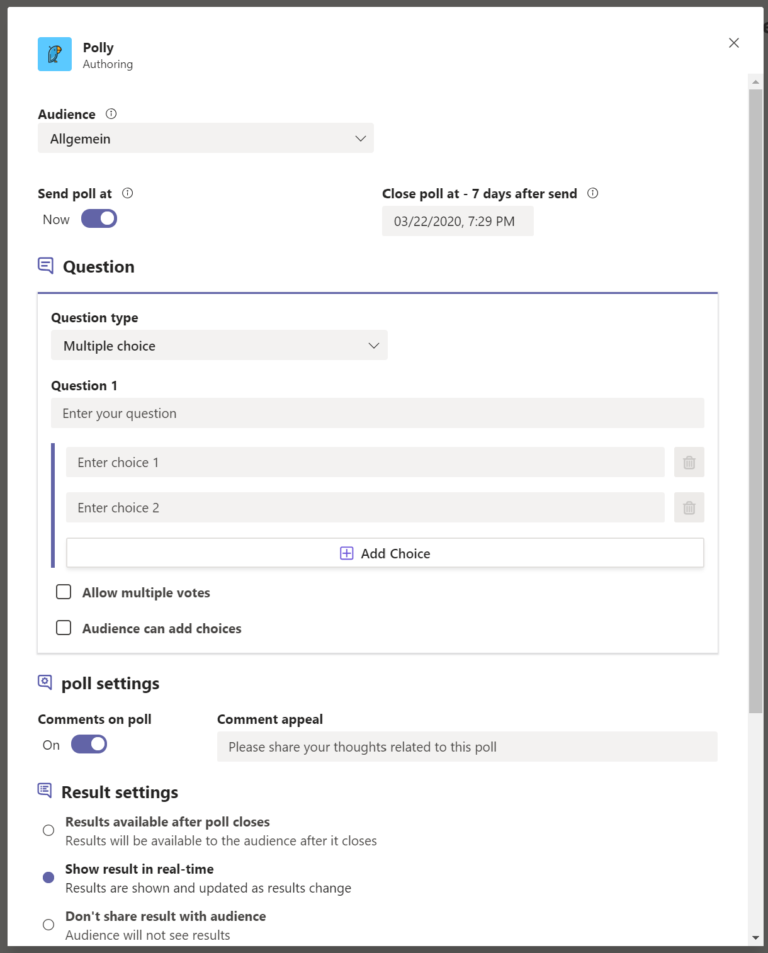 Polly
Authoring
Audience
Allgemein
Send poll at
Close poll at - 7 days after send
Now
03/22/2020, 7:29 PM
Question
Question type
Multiple choice
Question 1
Enter your question
Enter choice 1
Enter choice 2
Add Choice
Allow multiple votes
Audience can add choices
poll settings
Comments on poll
Comment appeal
On
Please share your thoughts related to this poll
Result settings
Results available after poll closes
Results will be available to the audience after it closes
Show result in real-time
Results are shown and updated as results change
Don't share result with audience
Audience will not see results